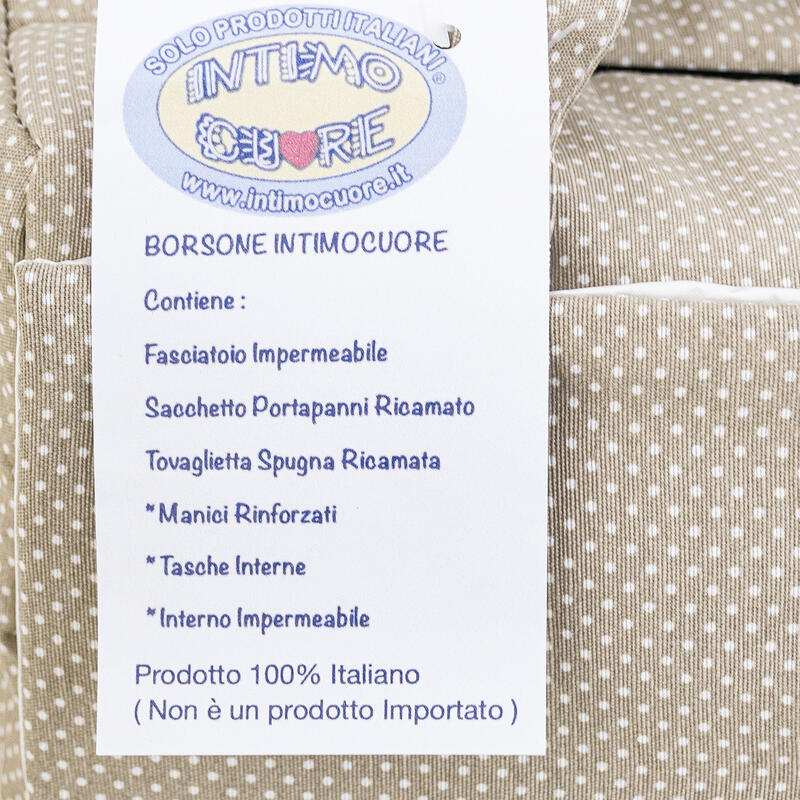 SOLO PRODOTTI ITALIANI ®
INTIMO
CUORE
www.intimocuore.it
BORSONE INTIMOCUORE
Contiene :
Fasciatoio Impermeabile
Sacchetto Portapanni Ricamato
Tovaglietta Spugna Ricamata
*Manici Rinforzati
*Tasche Interne
*Interno Impermeabile
Prodotto 100% Italiano
( Non è un prodotto Importato )